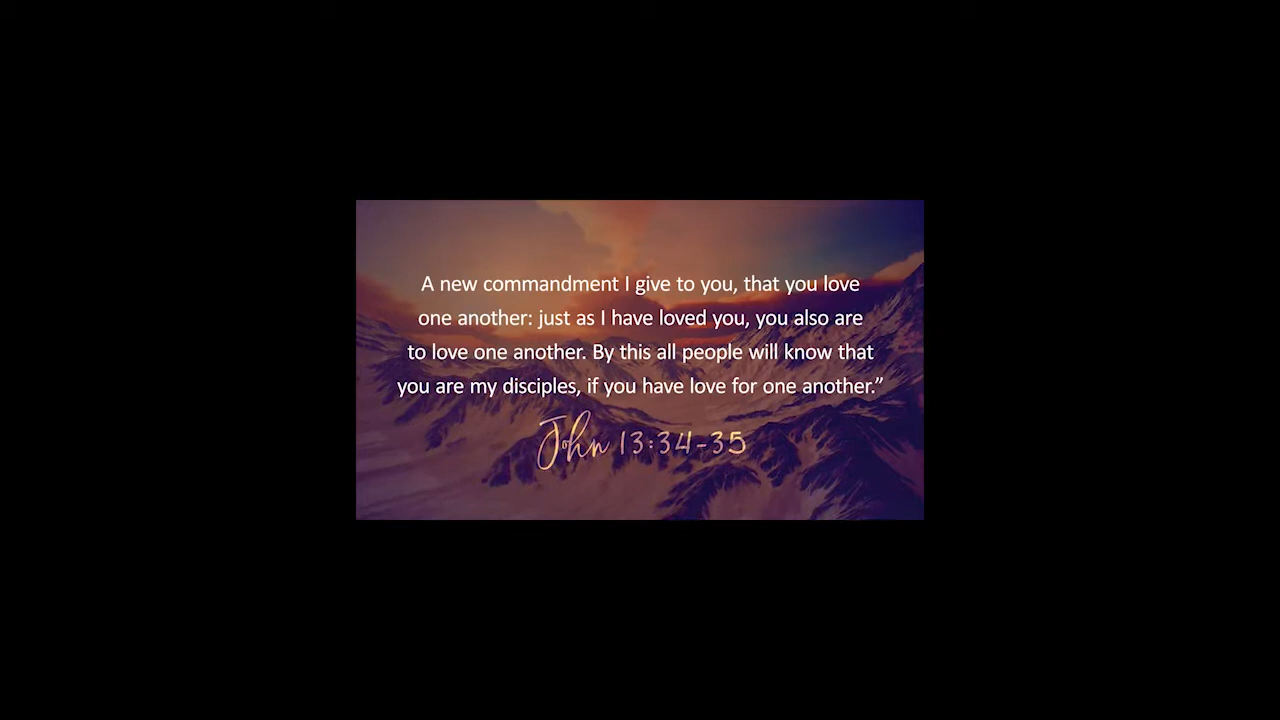 A new commandment I give to you, that you love
one another: just as I have loved you, you also are
to love one another. By this all people will know that
you are my disciples, if you have love for one another.”
John 13:34-35